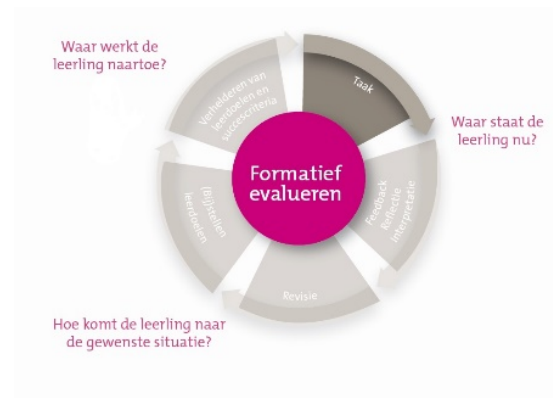 Waar werkt de
leerling naartoe?
Verhelderen van
leerdoelen en
succescriteria
Taak
Waar staat de
leerling nu?
Formatief
evalueren
Feedback
Reflectie
Interpretatie
(Bij)stellen
leerdoelen
Revisie
Hoe komt de leerling naar
de gewenste situatie?